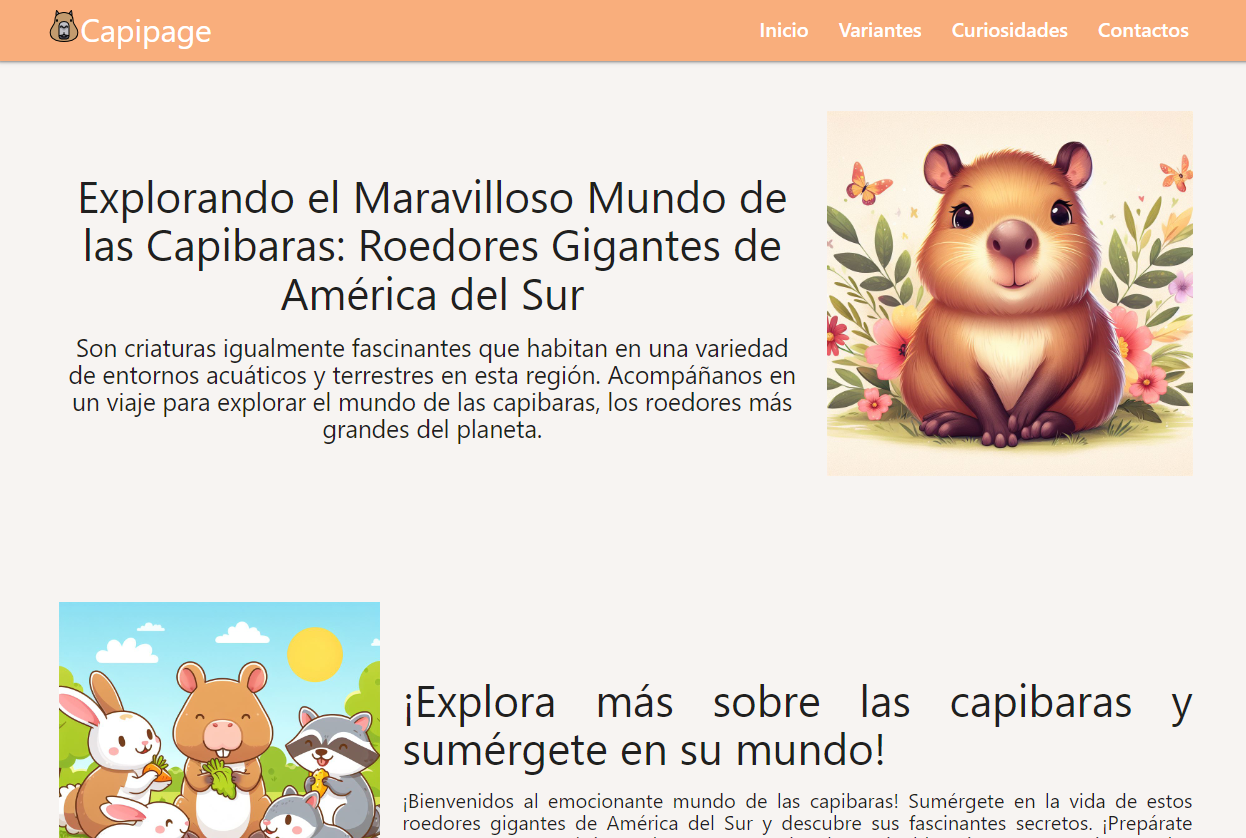 Capipage
Inicio Variantes Curiosidades Contactos
Explorando el Maravilloso Mundo de
las Capibaras: Roedores Gigantes de
América del Sur
Son criaturas igualmente fascinantes que habitan en una variedad
de entornos acuáticos y terrestres en esta región. Acompáñanos en
un viaje para explorar el mundo de las capibaras, los roedores más
grandes del planeta.
¡Explora más sobre las capibaras y
sumérgete en su mundo!
¡Bienvenidos al emocionante mundo de las capibaras! Sumérgete en la vida de estos
roedores gigantes de América del Sur y descubre sus fascinantes secretos. ¡Prepárate